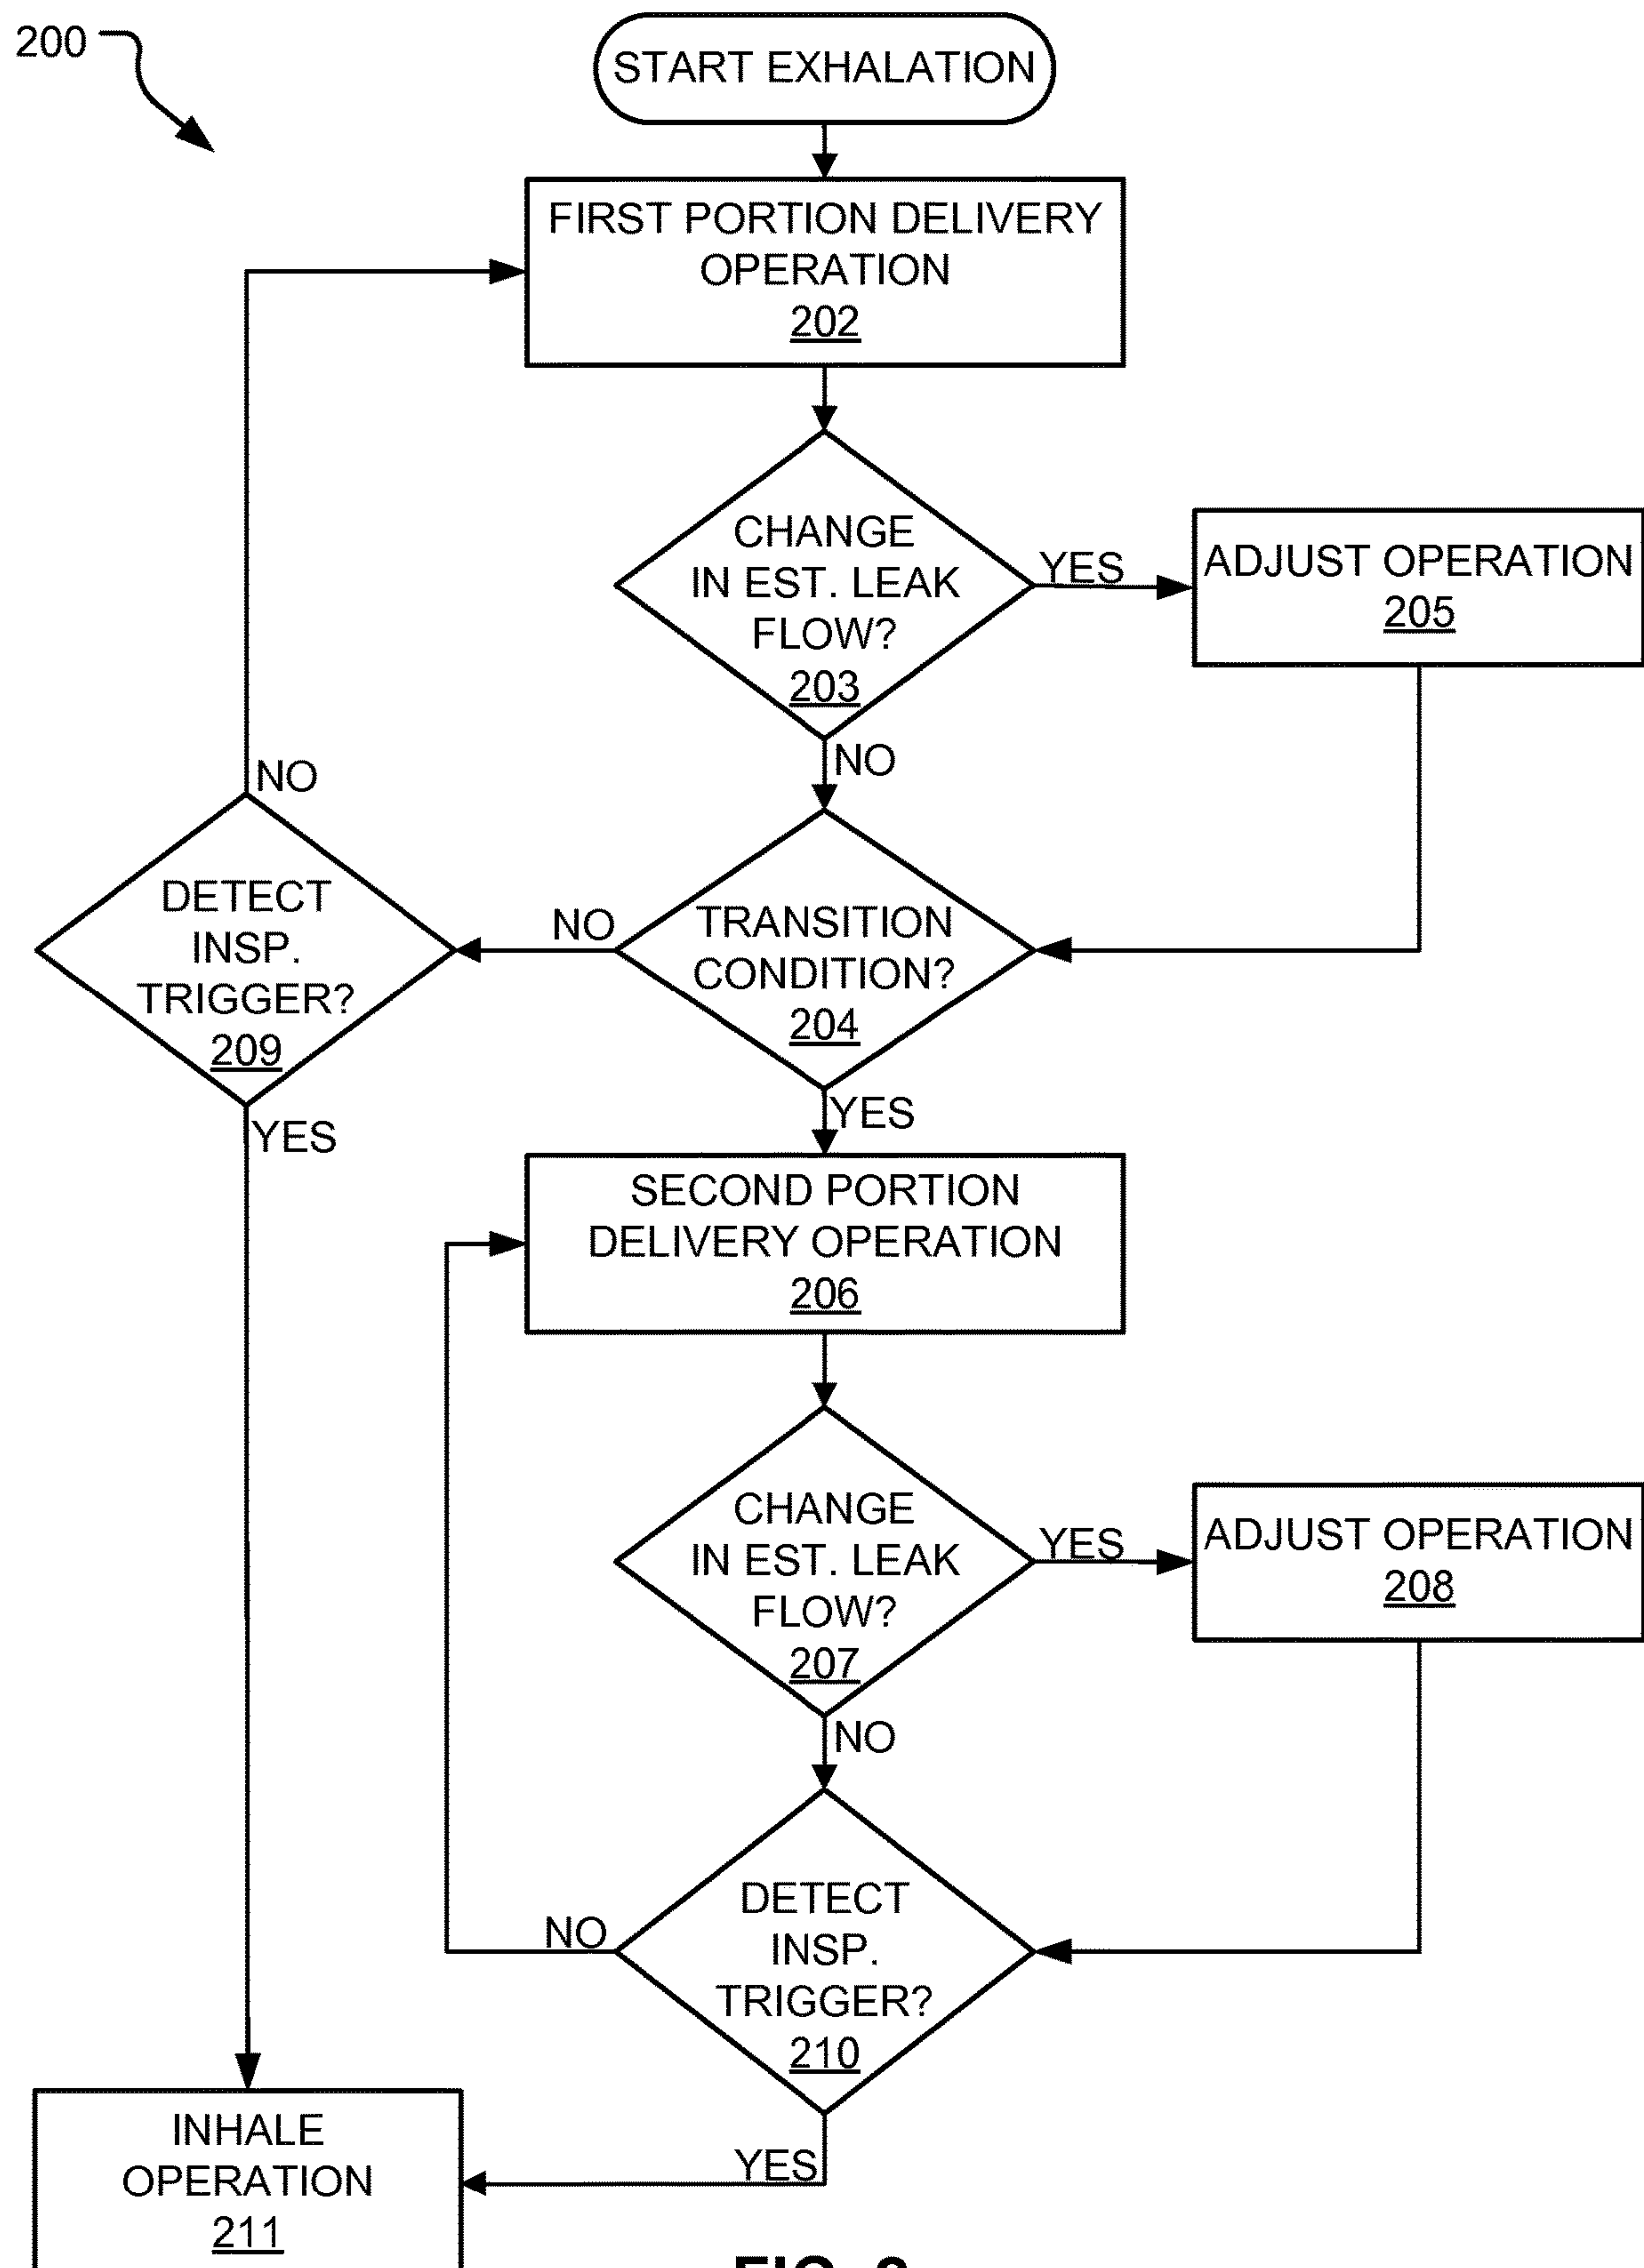 200
START EXHALATION
FIRST PORTION DELIVERY
OPERATION
202
CHANGE
IN EST. LEAK
FLOW?
203
YES
ADJUST OPERATION
205
NO
NO
DETECT
INSP.
TRIGGER?
209
NO
TRANSITION
CONDITION?
204
YES
YES
SECOND PORTION
DELIVERY OPERATION
206
CHANGE
IN EST. LEAK
FLOW?
207
YES
ADJUST OPERATION
208
NO
NO
DETECT
INSP.
TRIGGER?
210
YES
INHALE
OPERATION
211